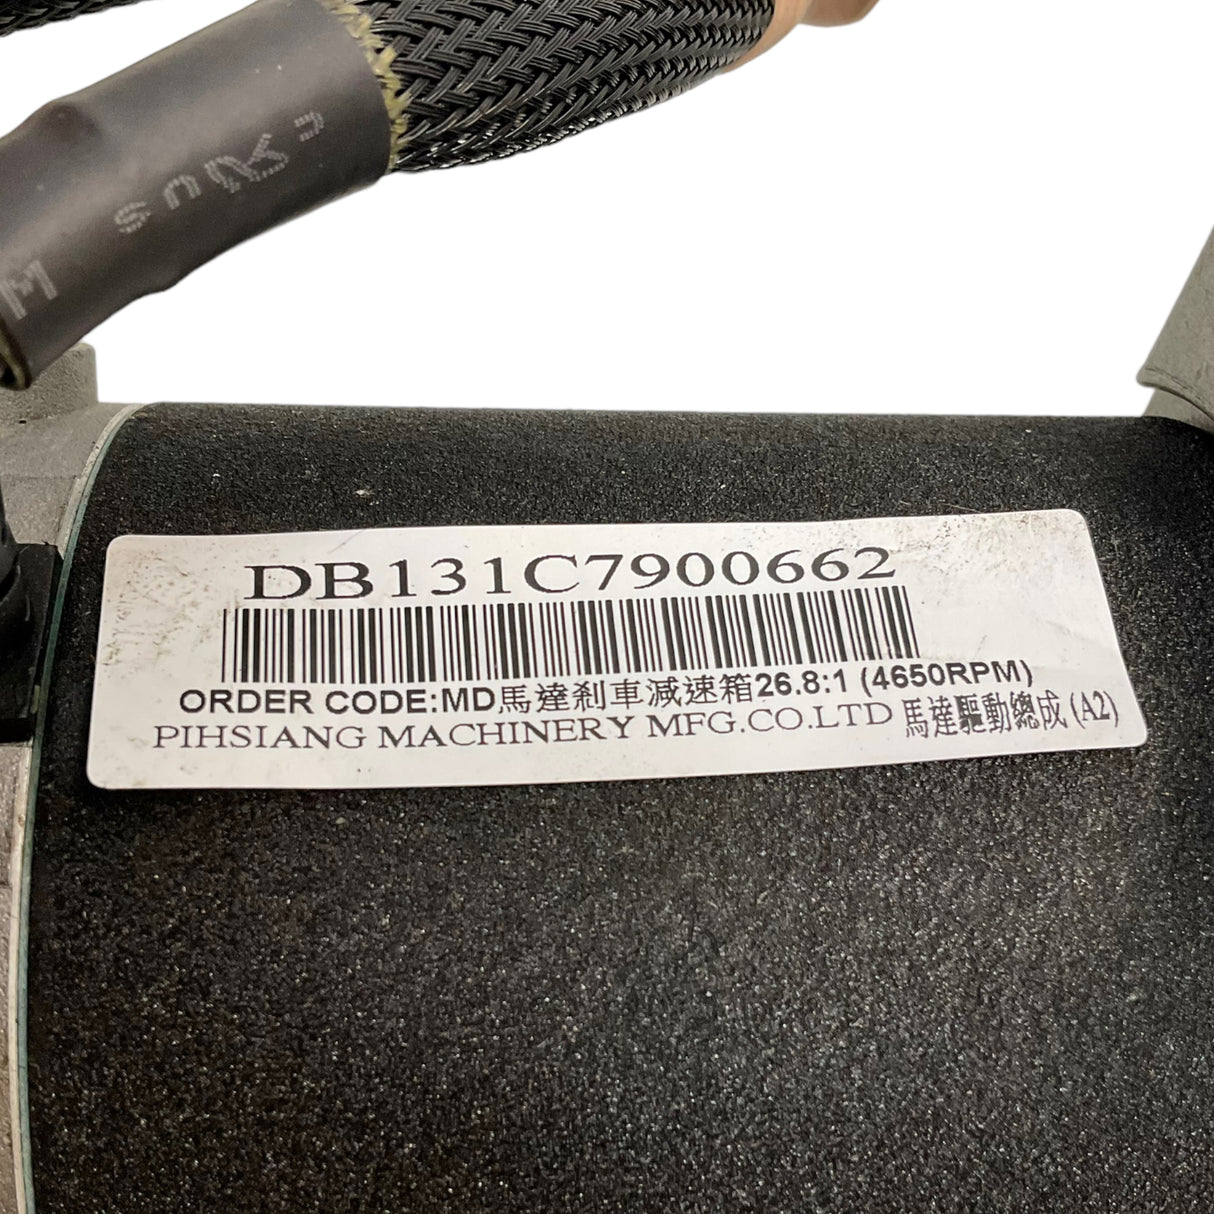 DB131C7900662
ORDER CODE:MD馬達剎車減速箱26.8:1 (4650RPM)
PIHSIANG MACHINERY MFG.CO.LTD 馬達驅動總成(A2)